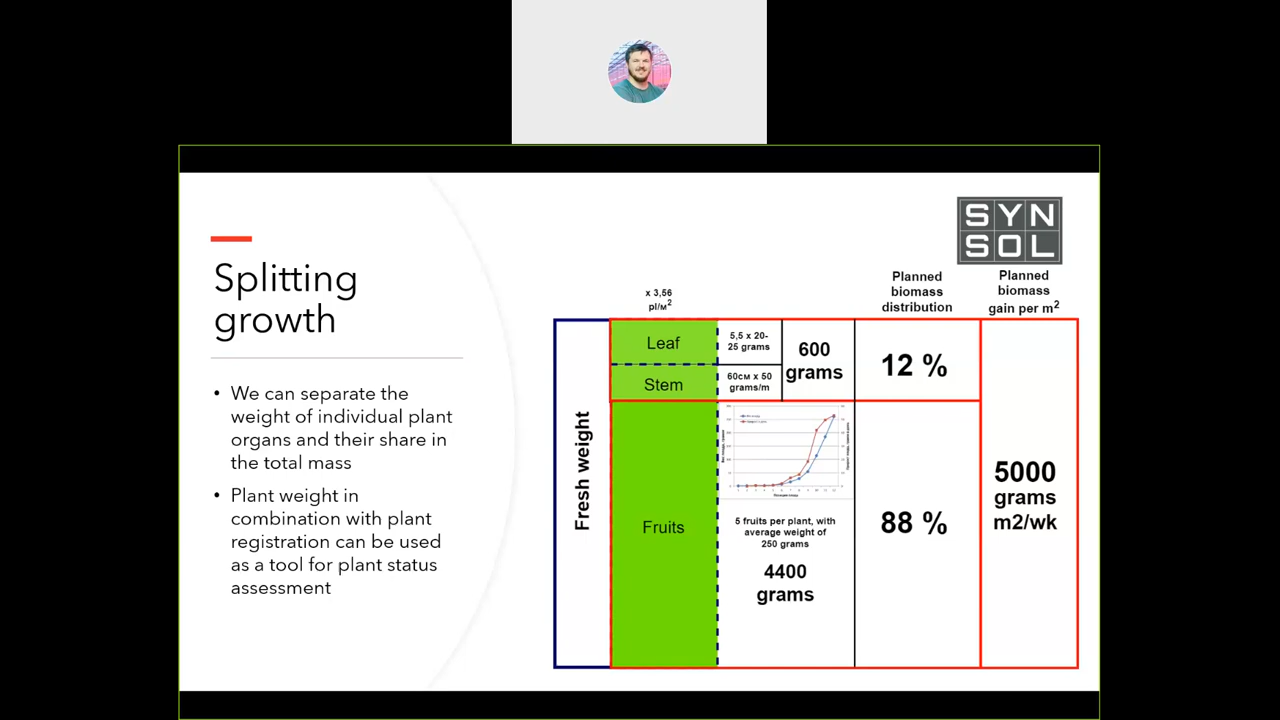 SYN
SOL
Splitting
growth
• We can separate the
weight of individual plant
organs and their share in
the total mass
• Plant weight in
combination with plant
registration can be used
as a tool for plant status
assessment
x 3,56
pl/м²
Planned
biomass
distribution
Planned
biomass
gain per m²
Fresh weight
Leaf
5,5 x 20-
25 grams
600
grams
12 %
Stem
60см x 50
grams/m
Fruits
5 fruits per plant, with
average weight of
250 grams
4400
grams
88 %
5000
grams
m2/wk